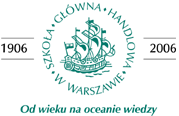 SZKOŁA • GŁÓWNA • HANDLOWA • W WARSZAWIE •
1906 2006
Od wieku na oceanie wiedzy